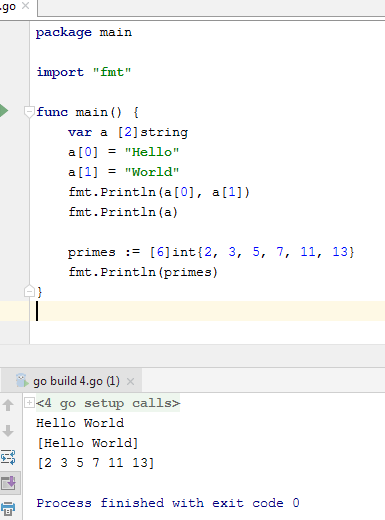 .go
package main
import "fmt"
func main() {
var a [2]string
a[0] = "Hello"
a[1] = "World"
fmt.Println(a[0], a[1])
fmt.Println(a)
primes := [6]int{2, 3, 5, 7, 11, 13}
fmt.Println(primes)
}
go build 4.go (1)
<4 go setup calls>
Hello World
[Hello World]
[2 3 5 7 11 13]
Process finished with exit code 0